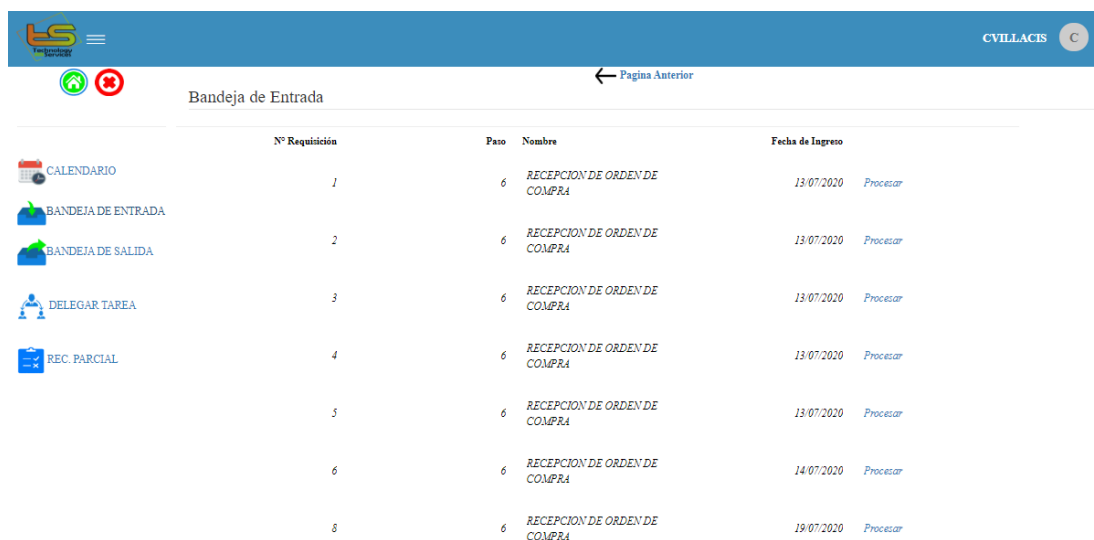 tS
Technology
Services
CVILLACIS
C
Pagina Anterior
Bandeja de Entrada
Nº Requisición Paso Nombre Fecha de Ingreso
CALENDARIO
BANDEJA DE ENTRADA
BANDEJA DE SALIDA
DELEGAR TAREA
REC. PARCIAL
1 6 RECEPCION DE ORDEN DE 13/07/2020 Procesar
COMPRA
2 6 RECEPCION DE ORDEN DE 13/07/2020 Procesar
COMPRA
3 6 RECEPCION DE ORDEN DE 13/07/2020 Procesar
COMPRA
4 6 RECEPCION DE ORDEN DE 13/07/2020 Procesar
COMPRA
5 6 RECEPCION DE ORDEN DE 13/07/2020 Procesar
COMPRA
6 6 RECEPCION DE ORDEN DE 14/07/2020 Procesar
COMPRA
8 6 RECEPCION DE ORDEN DE 19/07/2020 Procesar
COMPRA